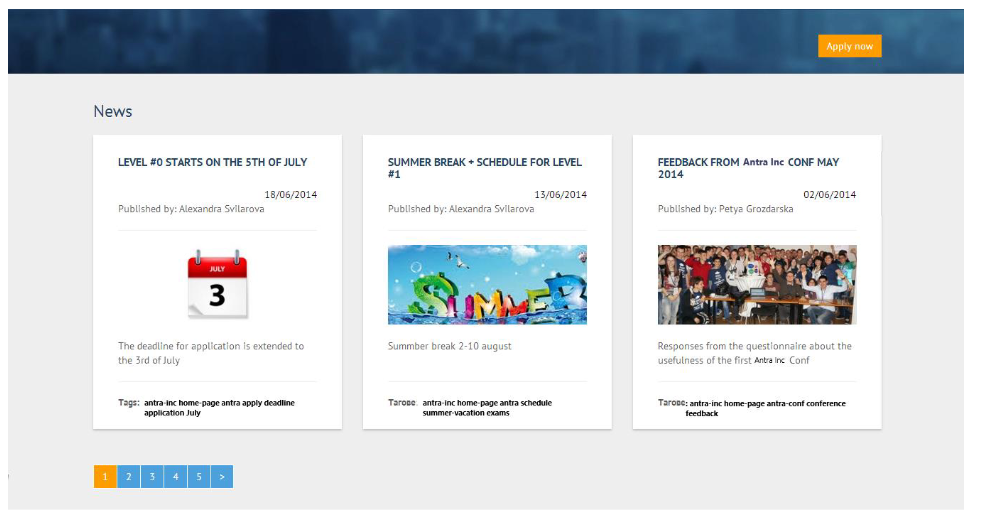 Apply now
News
LEVEL #0 STARTS ON THE 5TH OF JULY
18/06/2014
Published by: Alexandra Svilarova
JULY
3
The deadline for application is extended to
the 3rd of July
Tags: antra-inc home-page antra apply deadline
application July
SUMMER BREAK + SCHEDULE FOR LEVEL
#1
13/06/2014
Published by: Alexandra Svilarova
SUMMER
Summber break 2-10 august
Тагове: antra-inc home-page antra schedule
summer-vacation exams
FEEDBACK FROM Antra Inc CONF MAY
2014
02/06/2014
Published by: Petya Grozdarska
Responses from the questionnaire about the
usefulness of the first Antra Inc Conf
Тагове: antra-inc home-page antra-conf conference
feedback
1 2 3 4 5 >